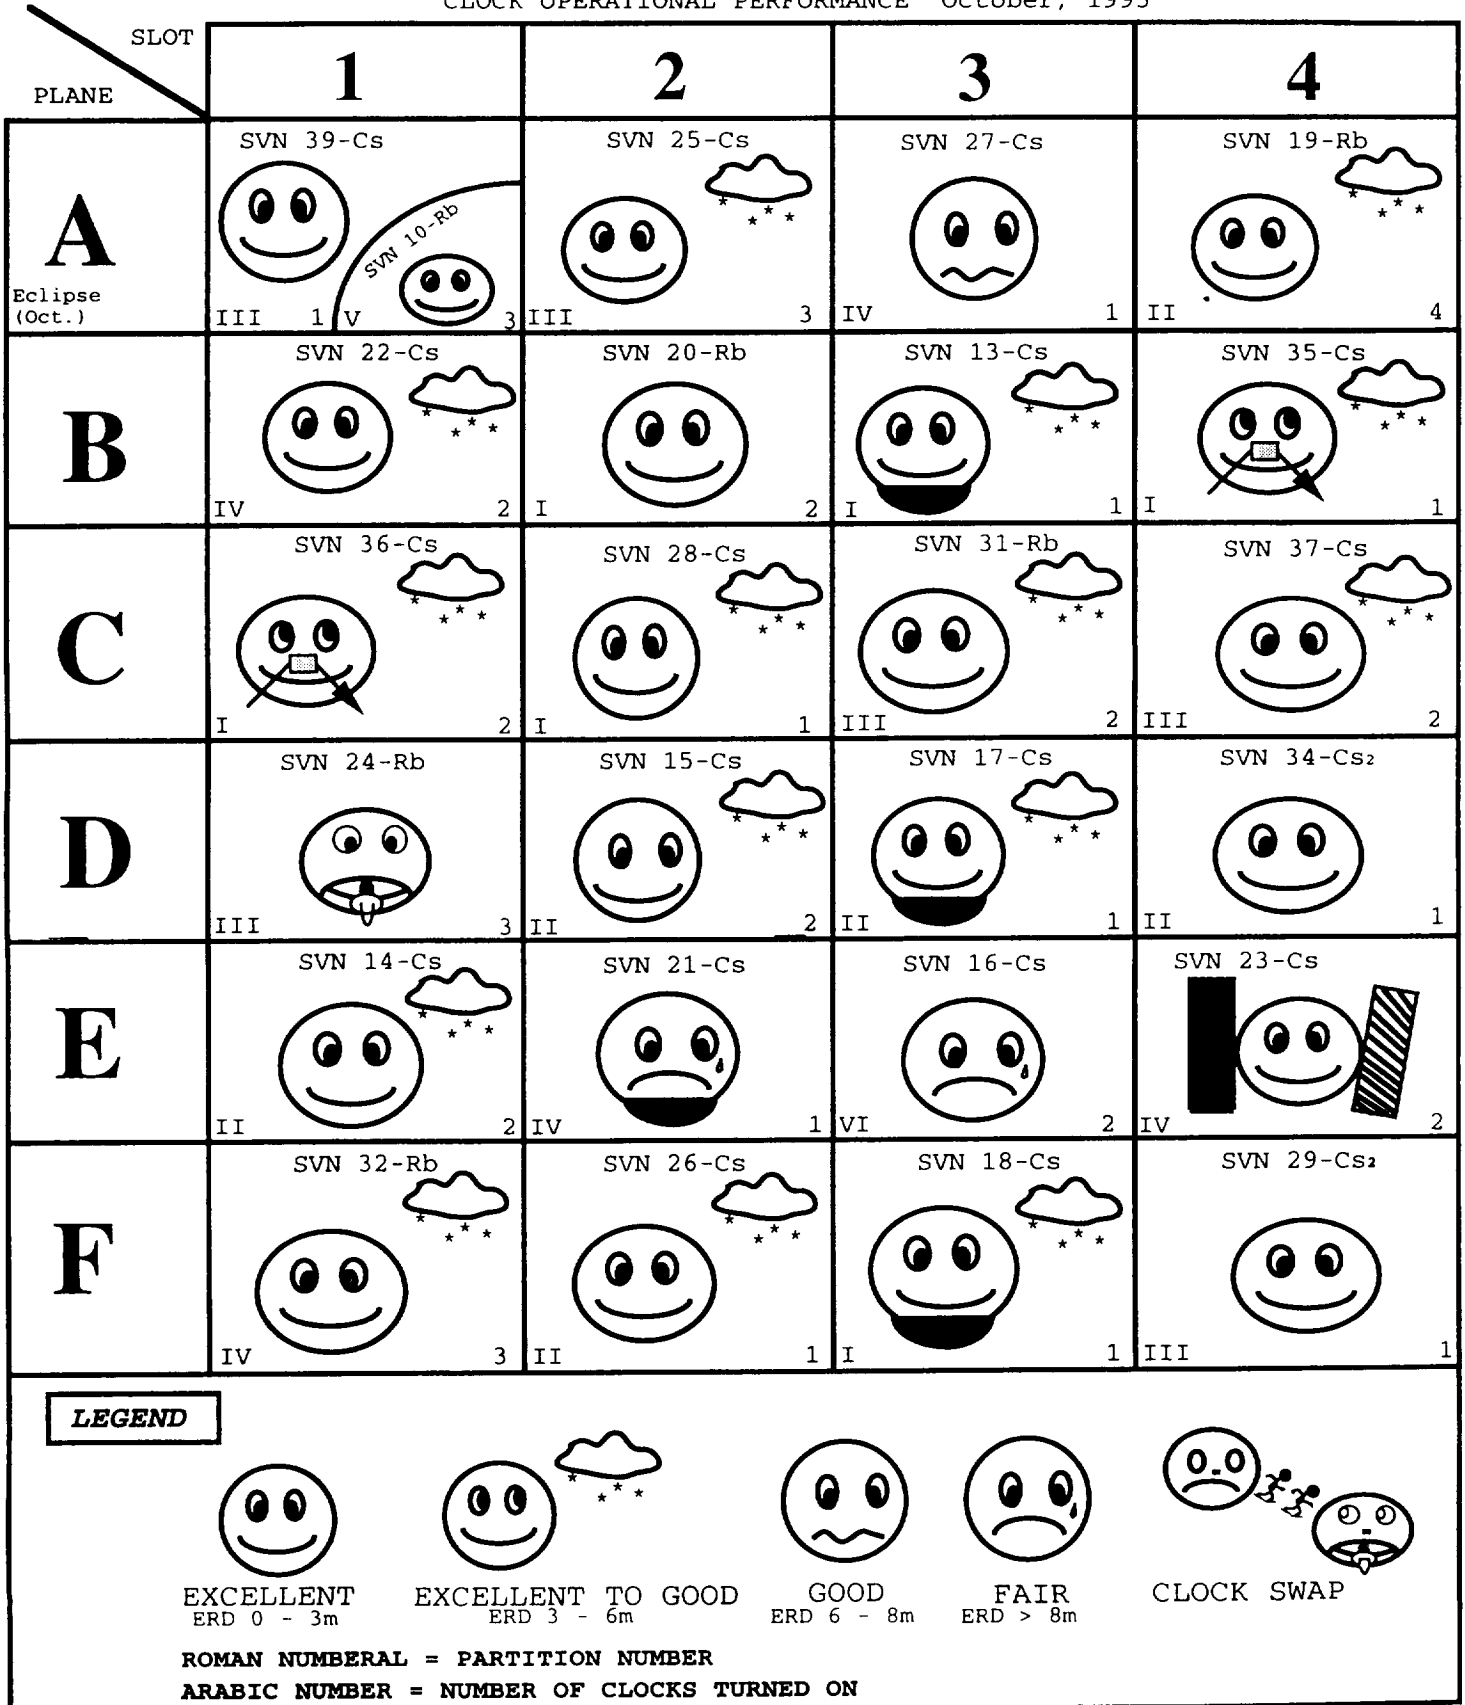 CLOCK OPERATIONAL PERFORMANCE October, 1995
SLOT
PLANE
1 2 3 4
A
Eclipse
(Oct.)
SVN 39-Cs
III 1
SVN 10-Rb
V 3
SVN 25-Cs
III 3
SVN 27-Cs
IV 1
SVN 19-Rb
II 4
B
SVN 22-Cs
IV 2
SVN 20-Rb
I 2
SVN 13-Cs
I 1
SVN 35-Cs
I 1
C
SVN 36-Cs
I 2
SVN 28-Cs
I 1
SVN 31-Rb
III 2
SVN 37-Cs
III 2
D
SVN 24-Rb
III 3
SVN 15-Cs
II 2
SVN 17-Cs
II 1
SVN 34-Cs2
II 1
E
SVN 14-Cs
II 2
SVN 21-Cs
IV 1
SVN 16-Cs
VI 2
SVN 23-Cs
IV 2
F
SVN 32-Rb
IV 3
SVN 26-Cs
II 1
SVN 18-Cs
I 1
SVN 29-Cs2
III 1
LEGEND
EXCELLENT
ERD 0 - 3m
EXCELLENT TO GOOD
ERD 3 - 6m
GOOD
ERD 6 - 8m
FAIR
ERD > 8m
CLOCK SWAP
ROMAN NUMBERAL = PARTITION NUMBER
ARABIC NUMBER = NUMBER OF CLOCKS TURNED ON